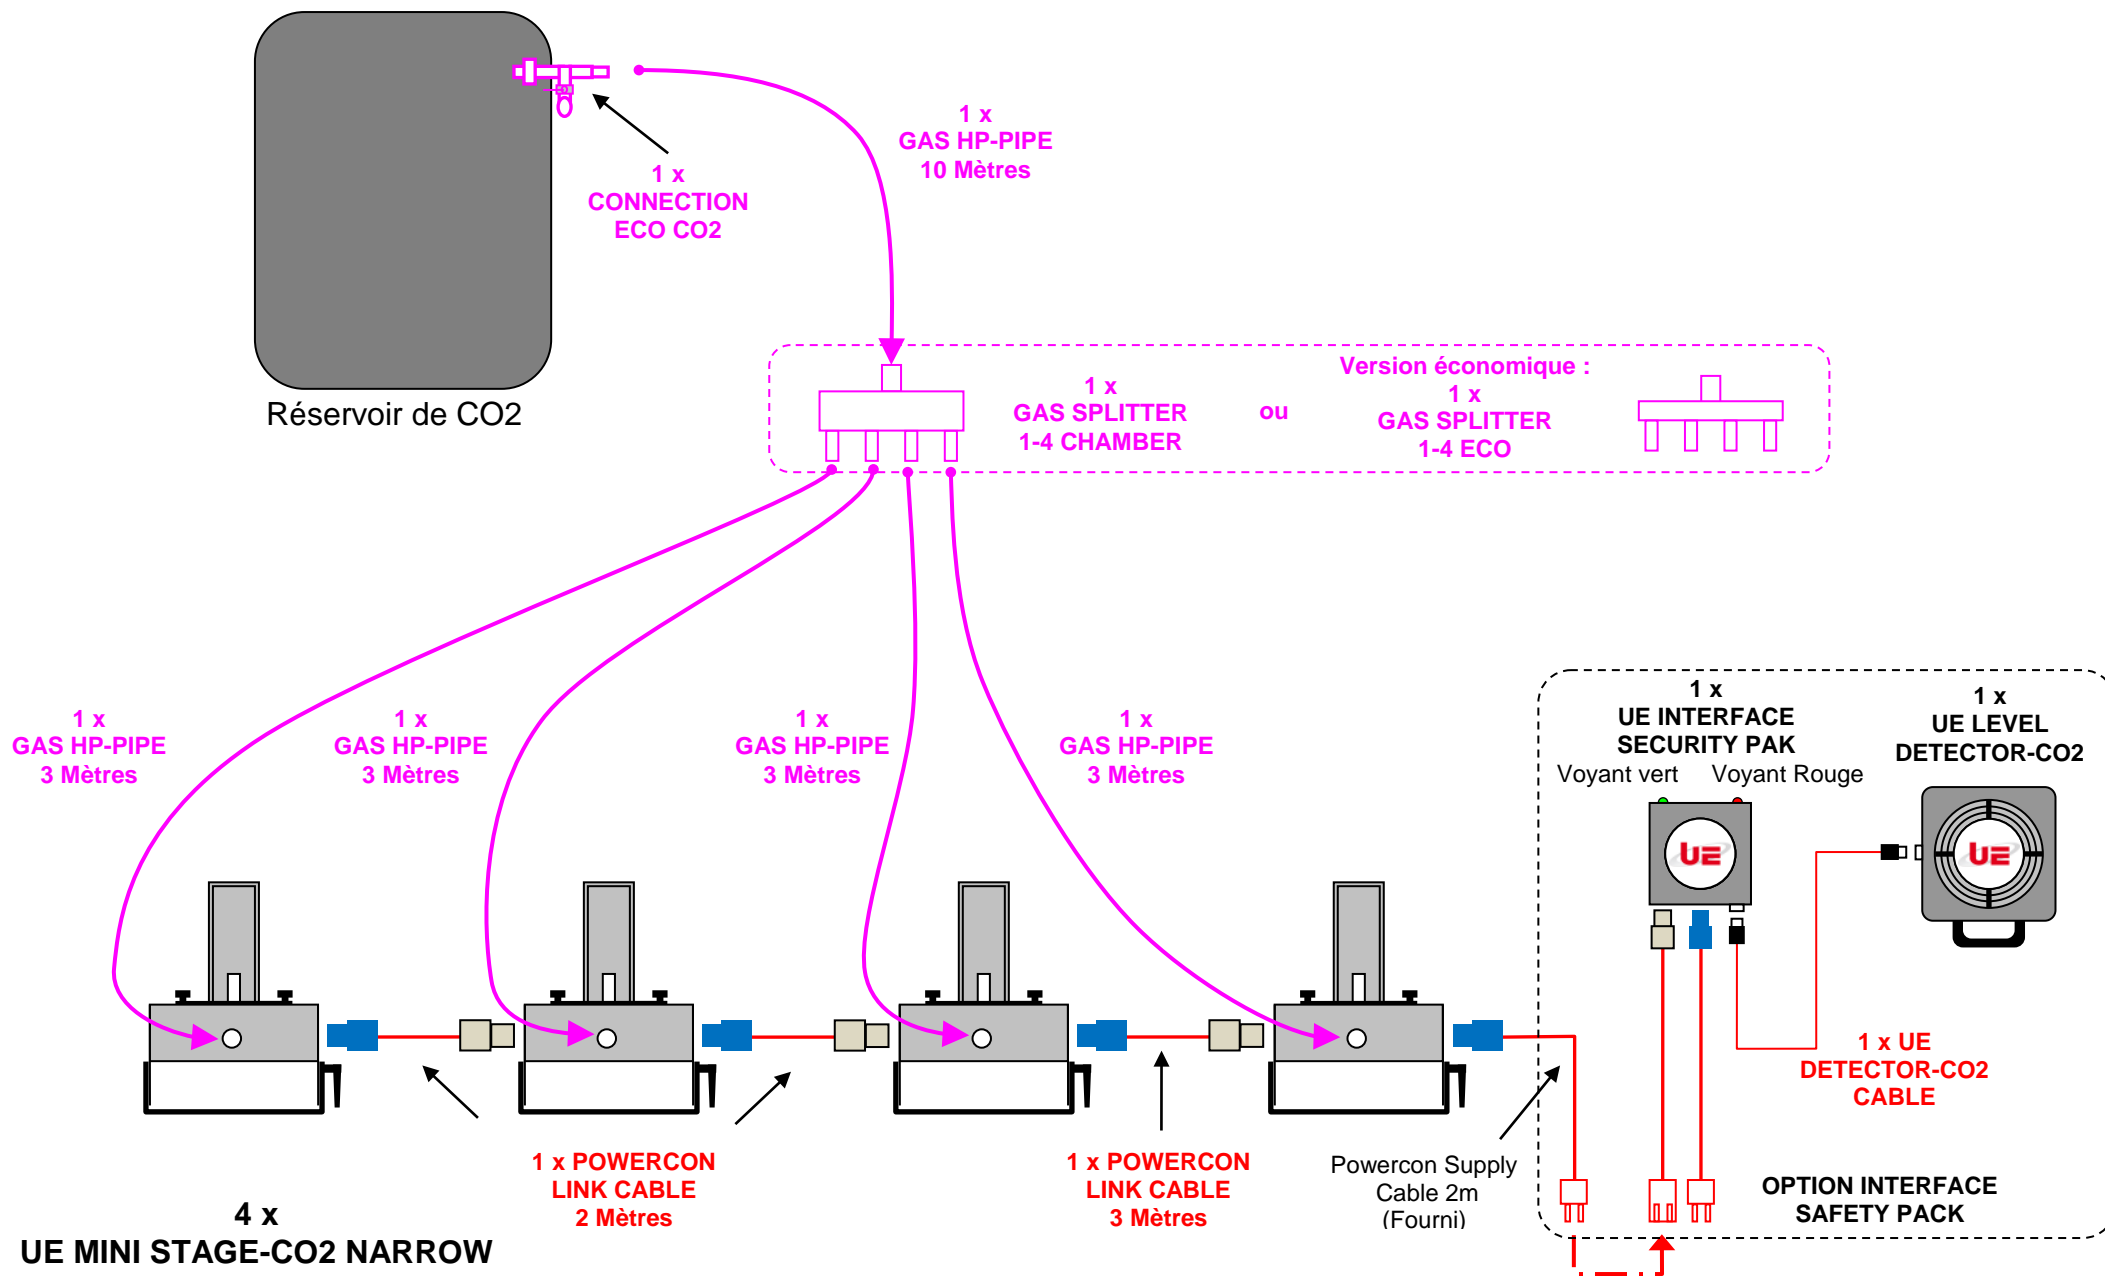 1 x
GAS HP-PIPE
10 Mètres
1 x
CONNECTION
ECO CO2
Réservoir de CO2
1 x
GAS SPLITTER
1-4 CHAMBER
ou
Version économique :
1 x
GAS SPLITTER
1-4 ECO
1 x
GAS HP-PIPE
3 Mètres
1 x
GAS HP-PIPE
3 Mètres
1 x
GAS HP-PIPE
3 Mètres
1 x
GAS HP-PIPE
3 Mètres
1 x
UE INTERFACE
SECURITY PAK
Voyant vert
Voyant Rouge
1 x
UE LEVEL
DETECTOR-CO2
UE
UE
1 x UE
DETECTOR-CO2
CABLE
1 x POWERCON
LINK CABLE
2 Mètres
1 x POWERCON
LINK CABLE
3 Mètres
Powercon Supply
Cable 2m
(Fourni)
OPTION INTERFACE
SAFETY PACK
4 x
UE MINI STAGE-CO2 NARROW